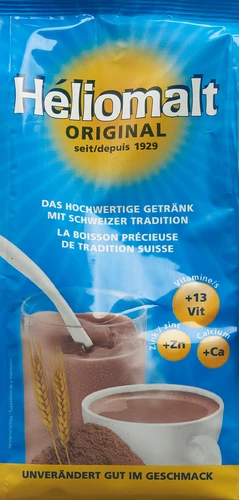 Héliomalt
ORIGINAL
seit/depuis 1929
DAS HOCHWERTIGE GETRÄNK
MIT SCHWEIZER TRADITION
LA BOISSON PRÉCIEUSE
DE TRADITION SUISSE
Vitamine/s
+13
Vit
Zink / zinc
+Zn
Calcium
+Ca
UNVERÄNDERT GUT IM GESCHMACK